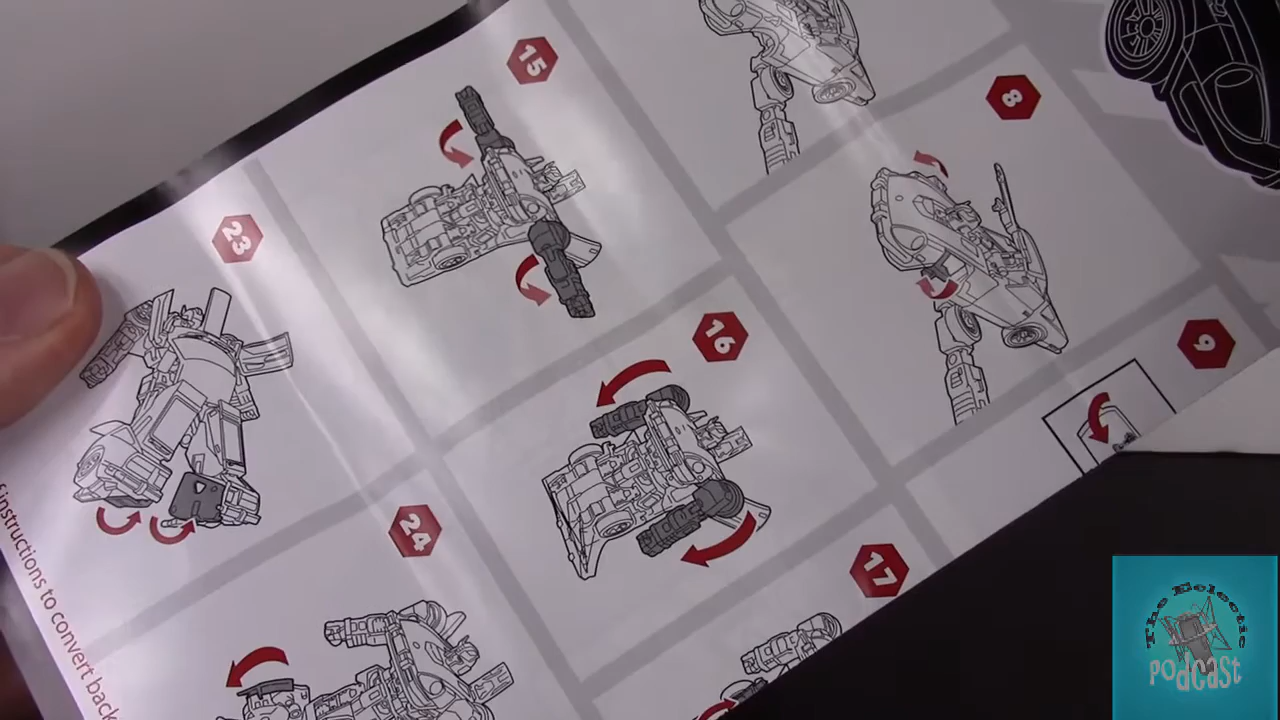 15
8
23
16
9
24
17
f instructions to convert back
The Eclectic
Podcast